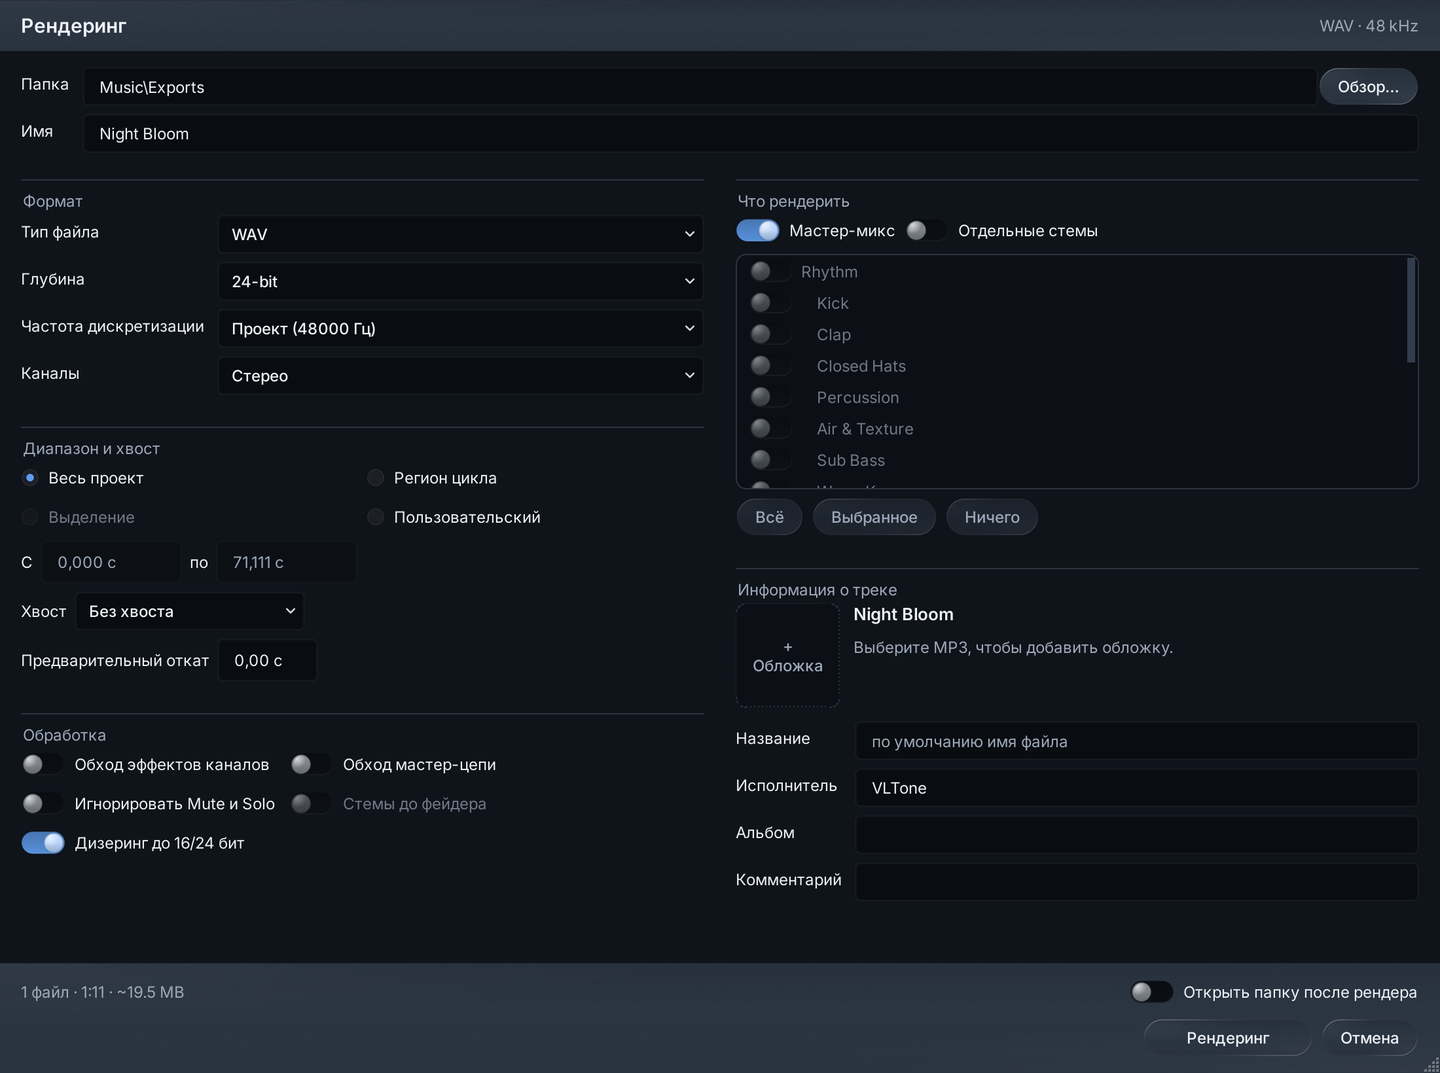 Рендеринг
WAV · 48 kHz
Папка
Music\Exports
Обзор...
Имя
Night Bloom
Формат
Тип файла
WAV
Глубина
24-bit
Частота дискретизации
Проект (48000 Гц)
Каналы
Стерео
Диапазон и хвост
Весь проект
Регион цикла
Выделение
Пользовательский
С
0,000 с
по
71,111 с
Хвост
Без хвоста
Предварительный откат
0,00 с
Обработка
Обход эффектов каналов
Обход мастер-цепи
Игнорировать Mute и Solo
Стемы до фейдера
Дизеринг до 16/24 бит
Что рендерить
Мастер-микс
Отдельные стемы
Rhythm
Kick
Clap
Closed Hats
Percussion
Air & Texture
Sub Bass
Всё
Выбранное
Ничего
Информация о треке
+
Обложка
Night Bloom
Выберите MP3, чтобы добавить обложку.
Название
по умолчанию имя файла
Исполнитель
VLTone
Альбом
Комментарий
1 файл · 1:11 · ~19.5 MB
Открыть папку после рендера
Рендеринг
Отмена